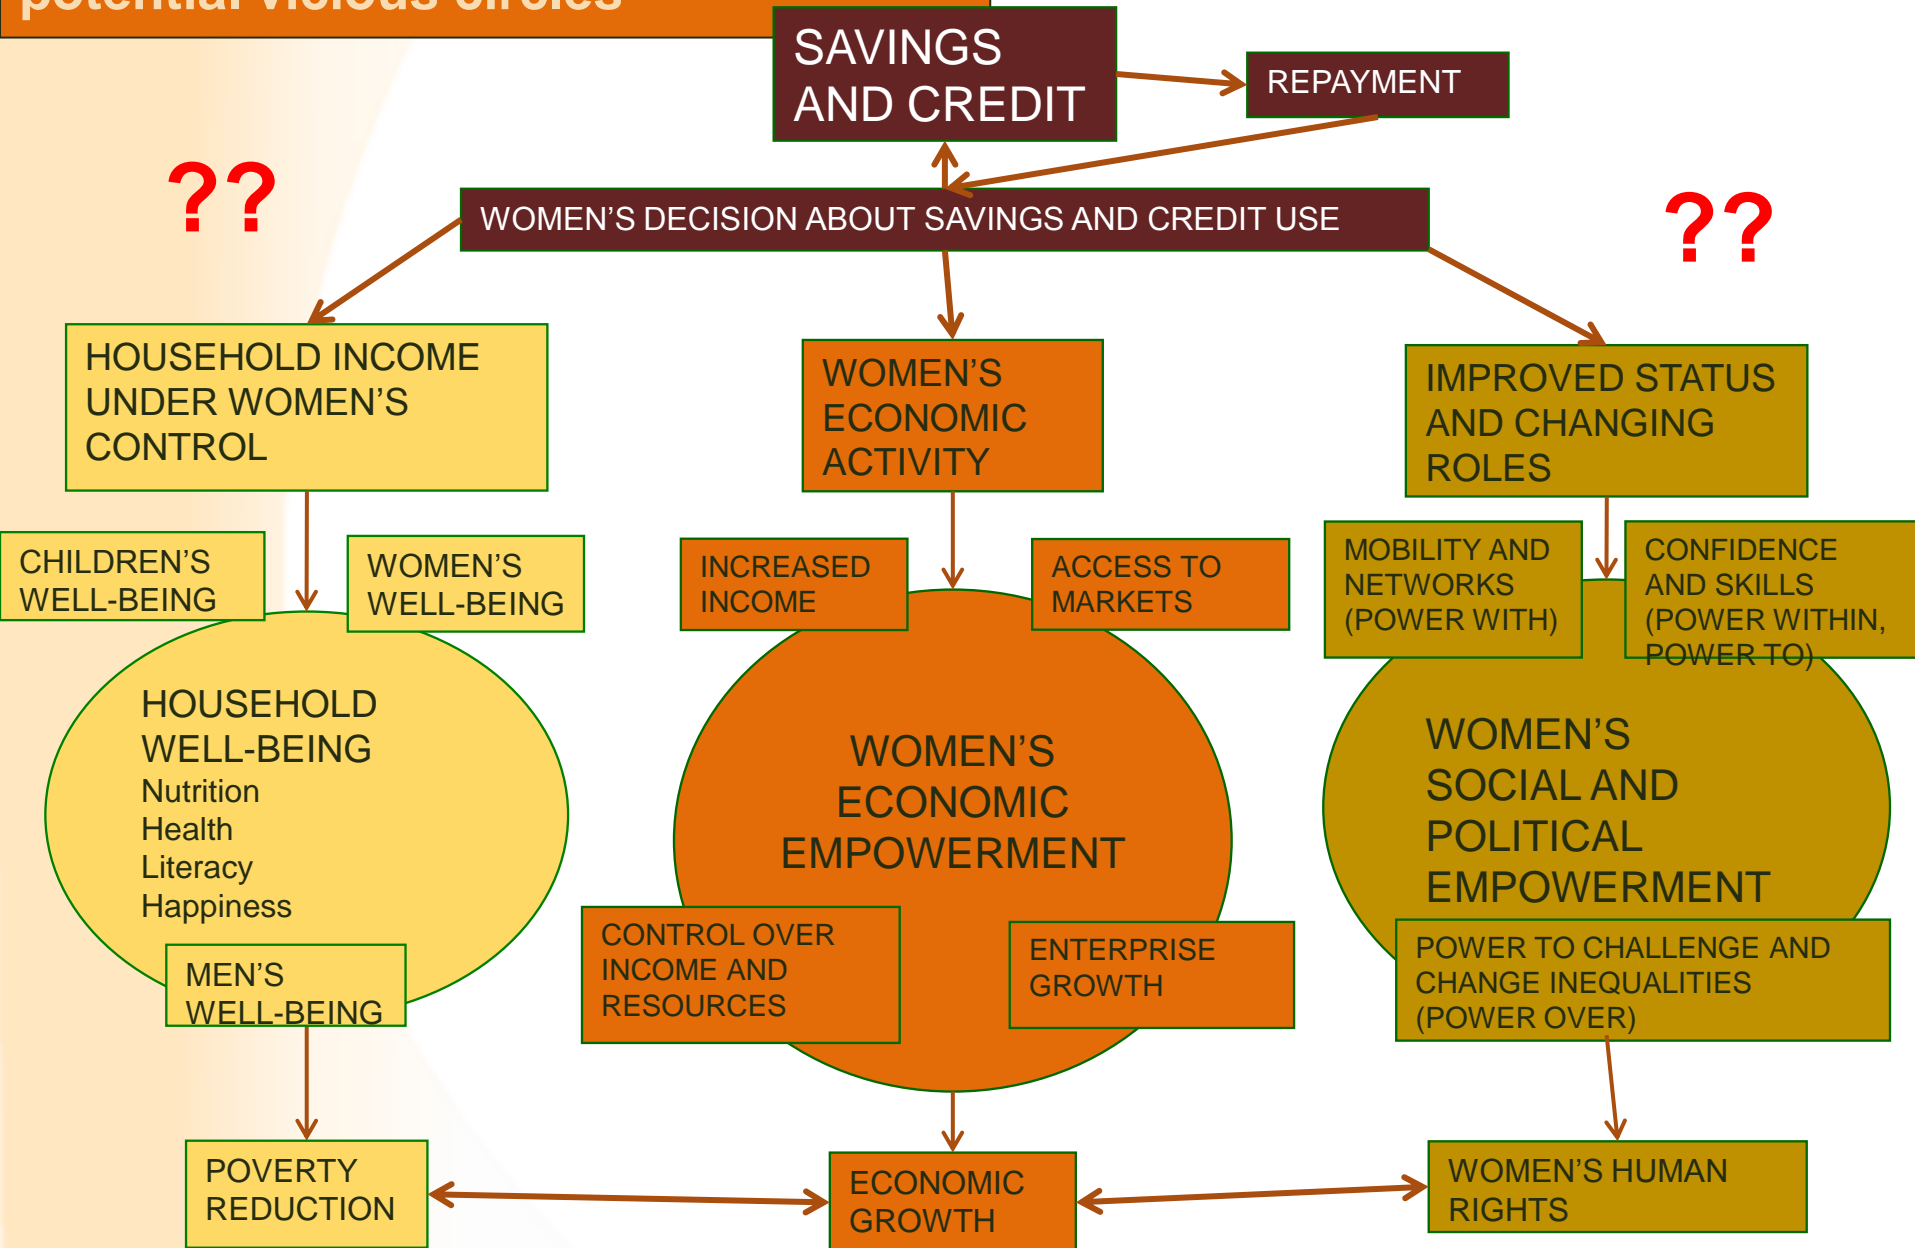 potential vicious circles
SAVINGS
AND CREDIT
REPAYMENT
??
??
WOMEN’S DECISION ABOUT SAVINGS AND CREDIT USE
HOUSEHOLD INCOME
UNDER WOMEN’S
CONTROL
WOMEN’S
ECONOMIC
ACTIVITY
IMPROVED STATUS
AND CHANGING
ROLES
CHILDREN’S
WELL-BEING
WOMEN’S
WELL-BEING
INCREASED
INCOME
ACCESS TO
MARKETS
MOBILITY AND
NETWORKS
(POWER WITH)
CONFIDENCE
AND SKILLS
(POWER WITHIN,
POWER TO)
HOUSEHOLD
WELL-BEING
Nutrition
Health
Literacy
Happiness
WOMEN’S
ECONOMIC
EMPOWERMENT
WOMEN’S
SOCIAL AND
POLITICAL
EMPOWERMENT
MEN’S
WELL-BEING
CONTROL OVER
INCOME AND
RESOURCES
ENTERPRISE
GROWTH
POWER TO CHALLENGE AND
CHANGE INEQUALITIES
(POWER OVER)
POVERTY
REDUCTION
ECONOMIC
GROWTH
WOMEN’S HUMAN
RIGHTS